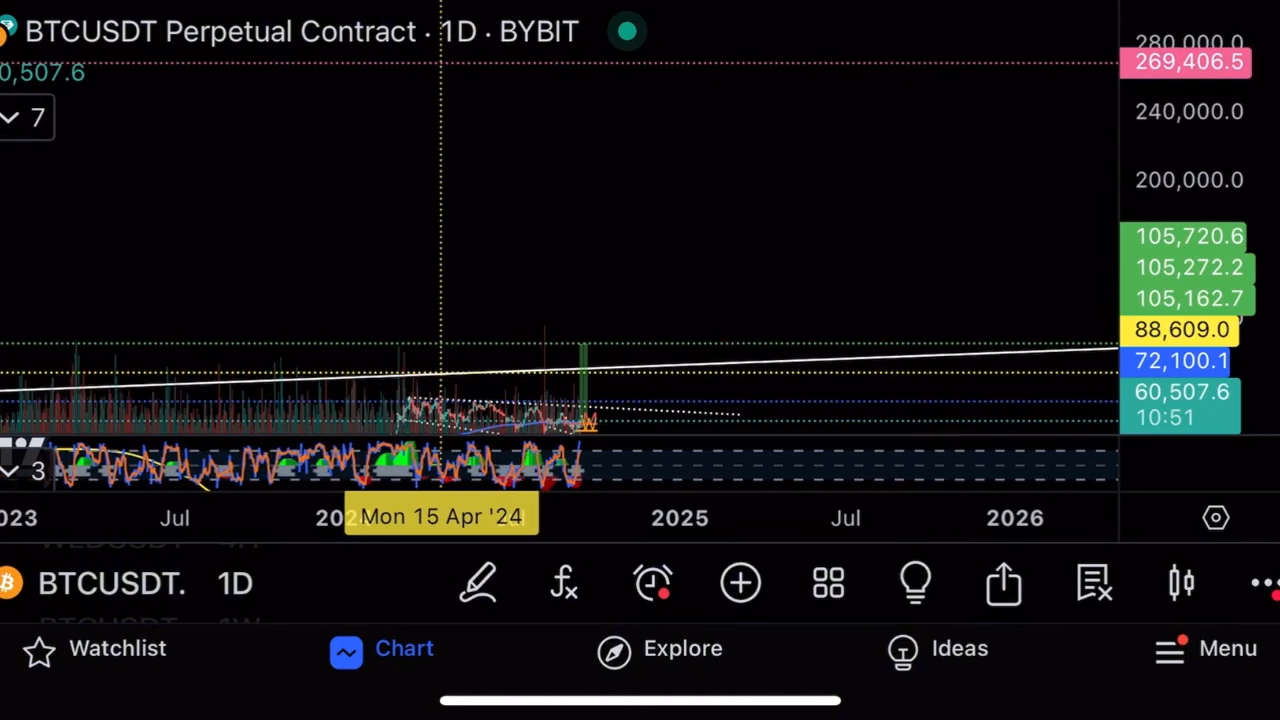 BTCUSDT Perpetual Contract · 1D · BYBIT
0,507.6
7
280,000.0
269,406.5
240,000.0
200,000.0
105,720.6
105,272.2
105,162.7
88,609.0
72,100.1
60,507.6
10:51
W
3
023
Jul
Mon 15 Apr '24
2025
Jul
2026
BTCUSDT. 1D
Watchlist
Chart
Explore
Ideas
Menu